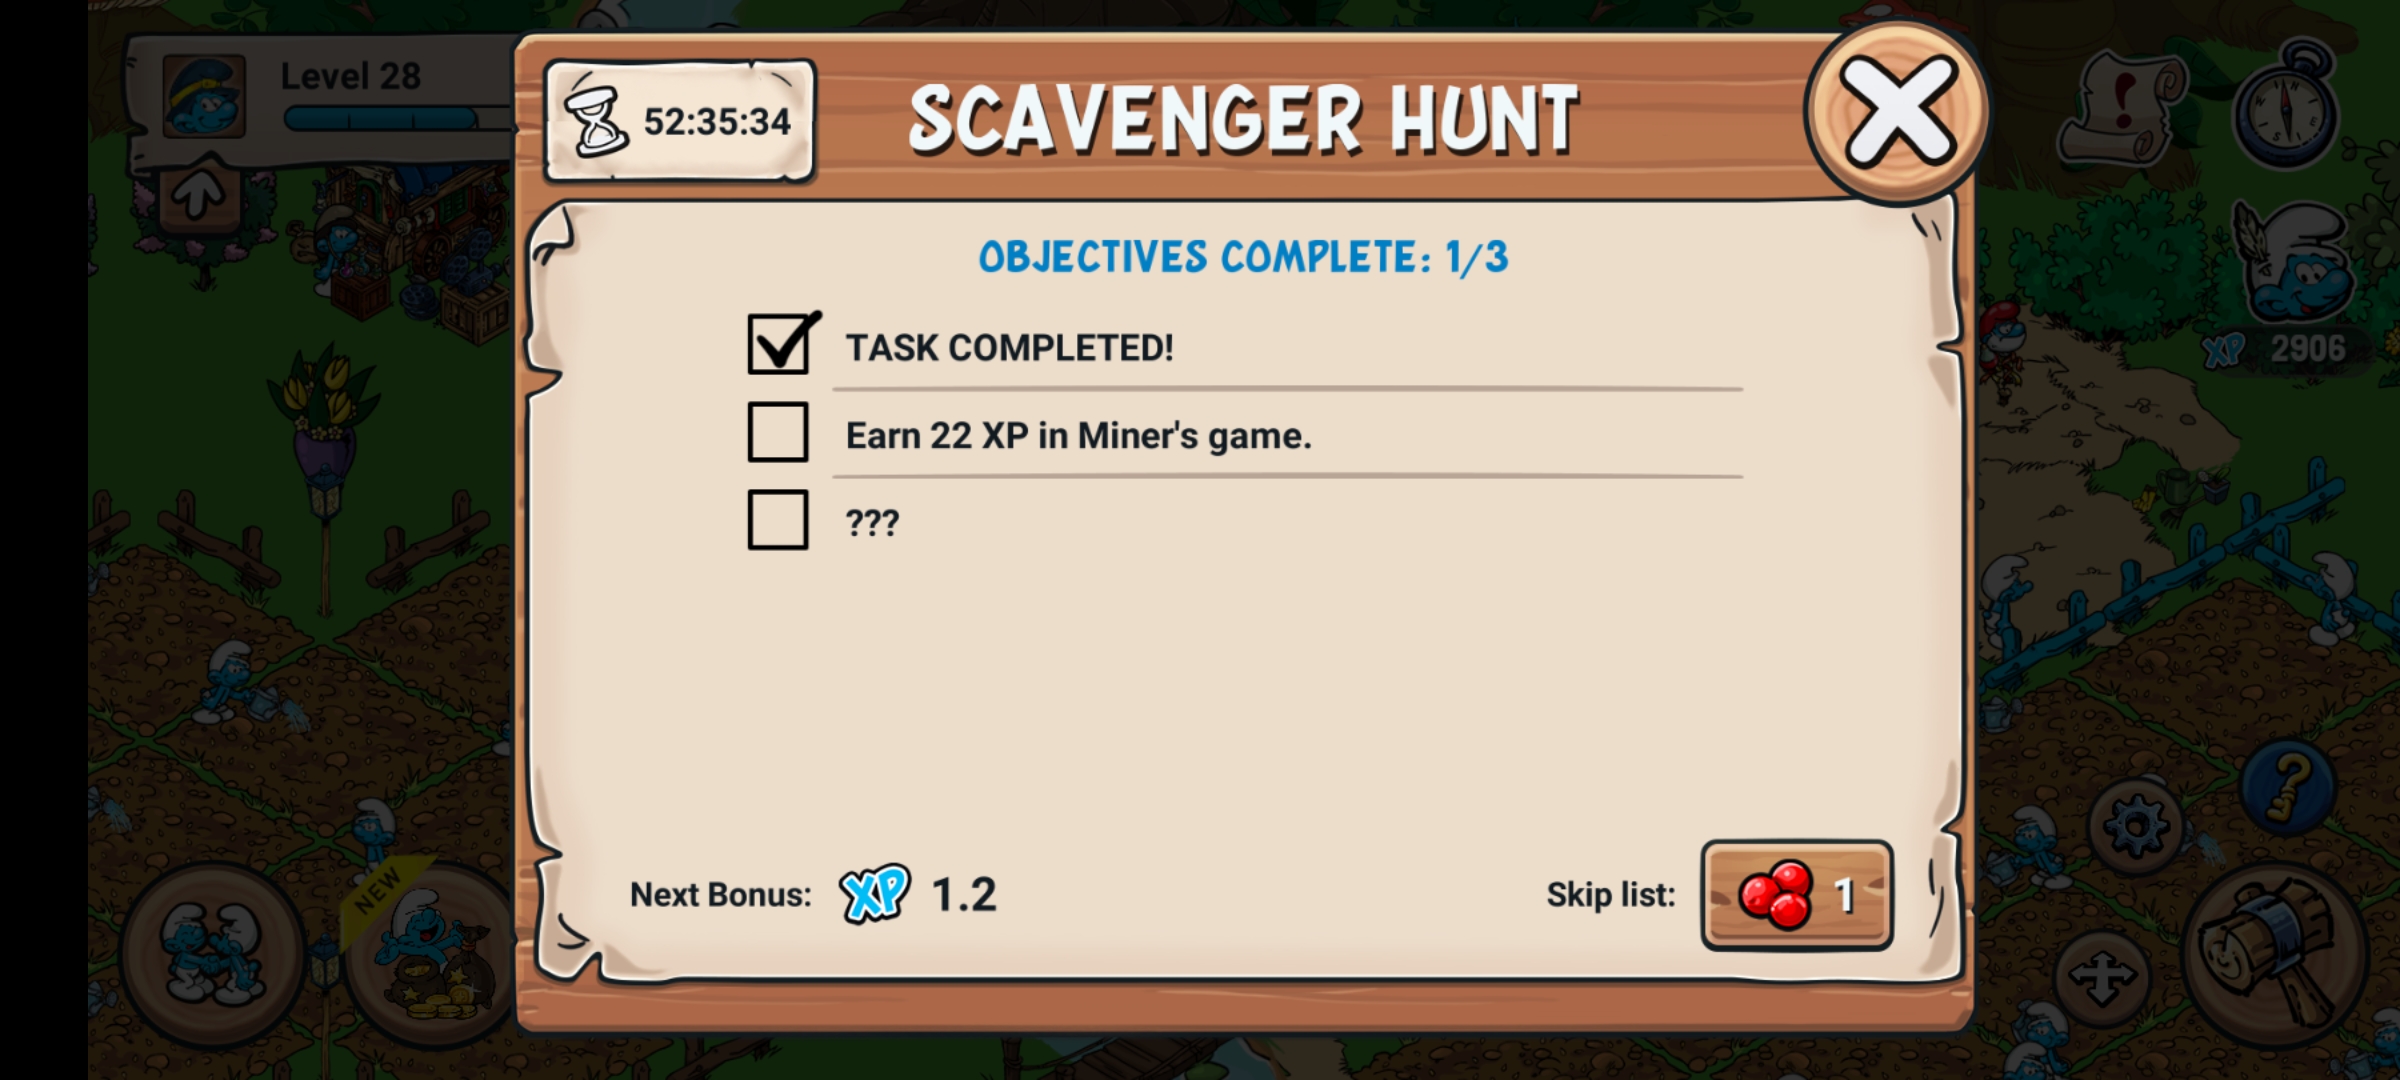 Level 28
52:35:34
SCAVENGER HUNT
OBJECTIVES COMPLETE: 1/3
TASK COMPLETED!
Earn 22 XP in Miner's game.
???
XP 2906
NEW
Next Bonus: XP 1.2
Skip list: 1